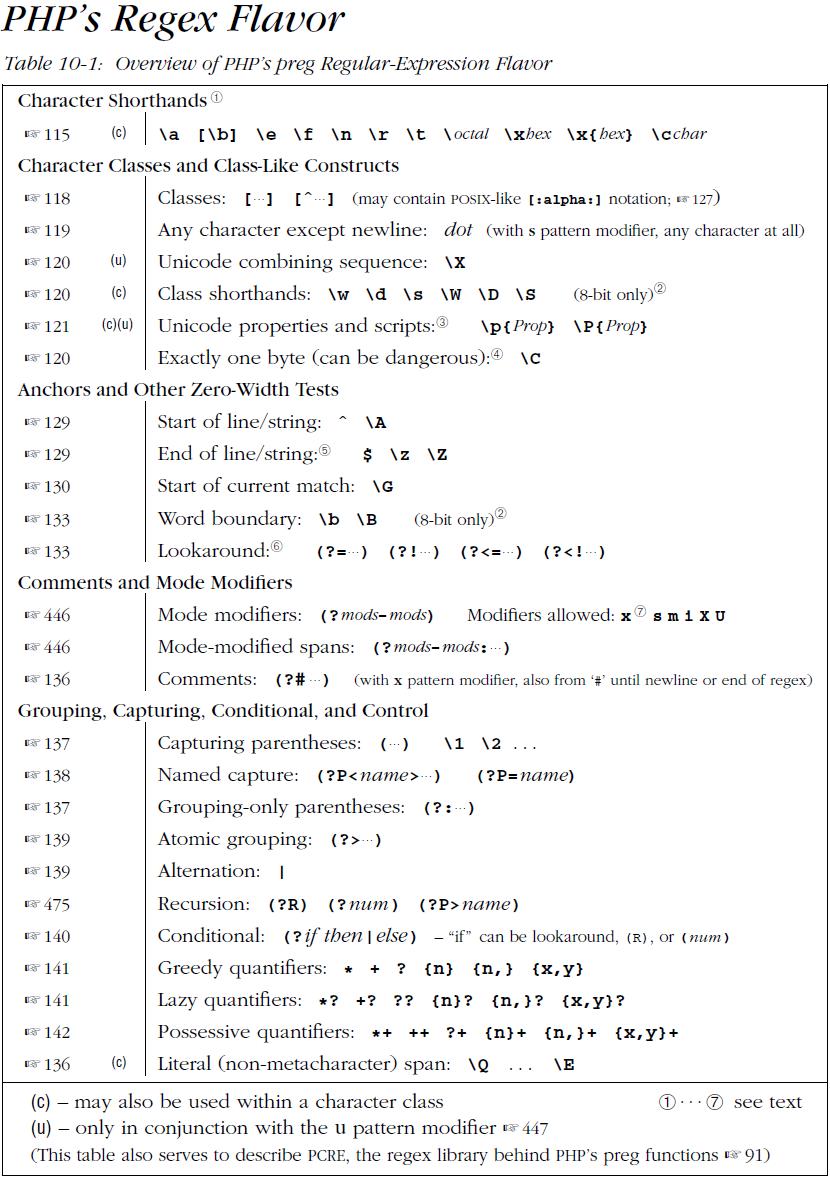 PHP's Regex Flavor
Table 10-1: Overview of PHP's preg Regular-Expression Flavor
Character Shorthands ①
☞ 115 (c) \a [\b] \e \f \n \r \t \octal \xhex \x{hex} \cchar
Character Classes and Class-Like Constructs
☞ 118 Classes: [⋯] [^⋯] (may contain POSIX-like [:alpha:] notation; ☞ 127)
☞ 119 Any character except newline: dot (with s pattern modifier, any character at all)
☞ 120 (u) Unicode combining sequence: \X
☞ 120 (c) Class shorthands: \w \d \s \W \D \S (8-bit only)②
☞ 121 (c)(u) Unicode properties and scripts:③ \p{Prop} \P{Prop}
☞ 120 Exactly one byte (can be dangerous):④ \C
Anchors and Other Zero-Width Tests
☞ 129 Start of line/string: ^ \A
☞ 129 End of line/string:⑤ $ \z \Z
☞ 130 Start of current match: \G
☞ 133 Word boundary: \b \B (8-bit only)②
☞ 133 Lookaround:⑥ (?=⋯) (?!⋯) (?<=⋯) (?<!⋯)
Comments and Mode Modifiers
☞ 446 Mode modifiers: (?mods-mods) Modifiers allowed: x⑦ s m i X U
☞ 446 Mode-modified spans: (?mods-mods:⋯)
☞ 136 Comments: (?#⋯) (with x pattern modifier, also from ‘#’ until newline or end of regex)
Grouping, Capturing, Conditional, and Control
☞ 137 Capturing parentheses: (⋯) \1 \2 ...
☞ 138 Named capture: (?P<name>⋯) (?P=name)
☞ 137 Grouping-only parentheses: (?:⋯)
☞ 139 Atomic grouping: (?>⋯)
☞ 139 Alternation: |
☞ 475 Recursion: (?R) (?num) (?P>name)
☞ 140 Conditional: (?if then|else) – “if” can be lookaround, (R), or (num)
☞ 141 Greedy quantifiers: * + ? {n} {n,} {x,y}
☞ 141 Lazy quantifiers: *? +? ?? {n}? {n,}? {x,y}?
☞ 142 Possessive quantifiers: *+ ++ ?+ {n}+ {n,}+ {x,y}+
☞ 136 (c) Literal (non-metacharacter) span: \Q ... \E
(c) – may also be used within a character class ①⋯⑦ see text
(u) – only in conjunction with the u pattern modifier ☞ 447
(This table also serves to describe PCRE, the regex library behind PHP's preg functions ☞ 91)